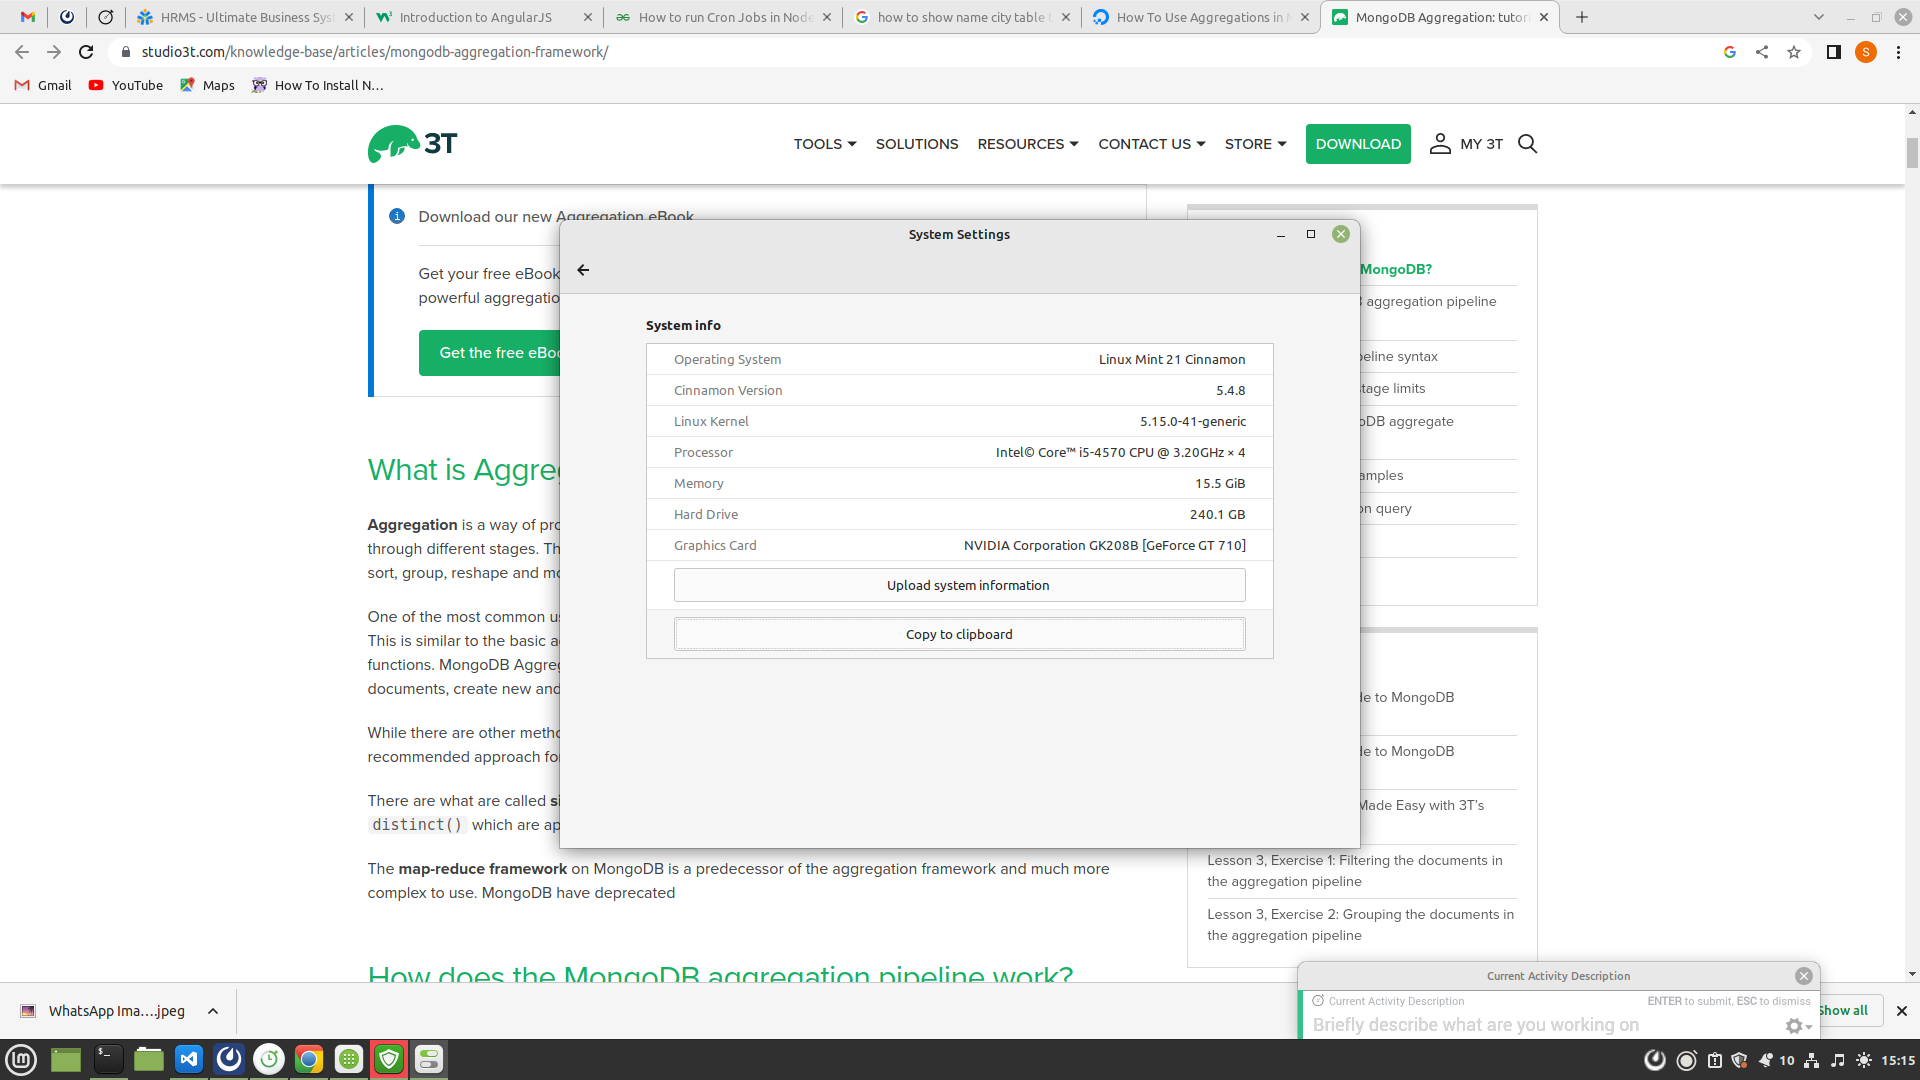 HRMS - Ultimate Business Sys
Introduction to AngularJS
How to run Cron Jobs in Node
how to show name city table
How To Use Aggregations in M
MongoDB Aggregation: tutor
studio3t.com/knowledge-base/articles/mongodb-aggregation-framework/
S
Gmail
YouTube
Maps
How To Install N...
3T
TOOLS
SOLUTIONS
RESOURCES
CONTACT US
STORE
DOWNLOAD
MY 3T
Download our new Aggregation eBook
Get your free eBook
powerful aggregatio
Get the free eBoo
What is Aggre
Aggregation is a way of pro
through different stages. Th
sort, group, reshape and mo
One of the most common us
This is similar to the basic a
functions. MongoDB Aggreg
documents, create new and
While there are other metho
recommended approach fo
There are what are called si
distinct() which are ap
The map-reduce framework on MongoDB is a predecessor of the aggregation framework and much more
complex to use. MongoDB have deprecated
How does the MongoDB aggregation pipeline work?
System Settings
System info
Operating System Linux Mint 21 Cinnamon
Cinnamon Version 5.4.8
Linux Kernel 5.15.0-41-generic
Processor Intel© Core™ i5-4570 CPU @ 3.20GHz × 4
Memory 15.5 GiB
Hard Drive 240.1 GB
Graphics Card NVIDIA Corporation GK208B [GeForce GT 710]
Upload system information
Copy to clipboard
MongoDB?
aggregation pipeline
eline syntax
tage limits
DB aggregate
amples
on query
de to MongoDB
de to MongoDB
Made Easy with 3T's
Lesson 3, Exercise 1: Filtering the documents in
the aggregation pipeline
Lesson 3, Exercise 2: Grouping the documents in
the aggregation pipeline
Current Activity Description
Current Activity Description
ENTER to submit, ESC to dismiss
Briefly describe what are you working on
WhatsApp Ima....jpeg
Show all
10
15:15